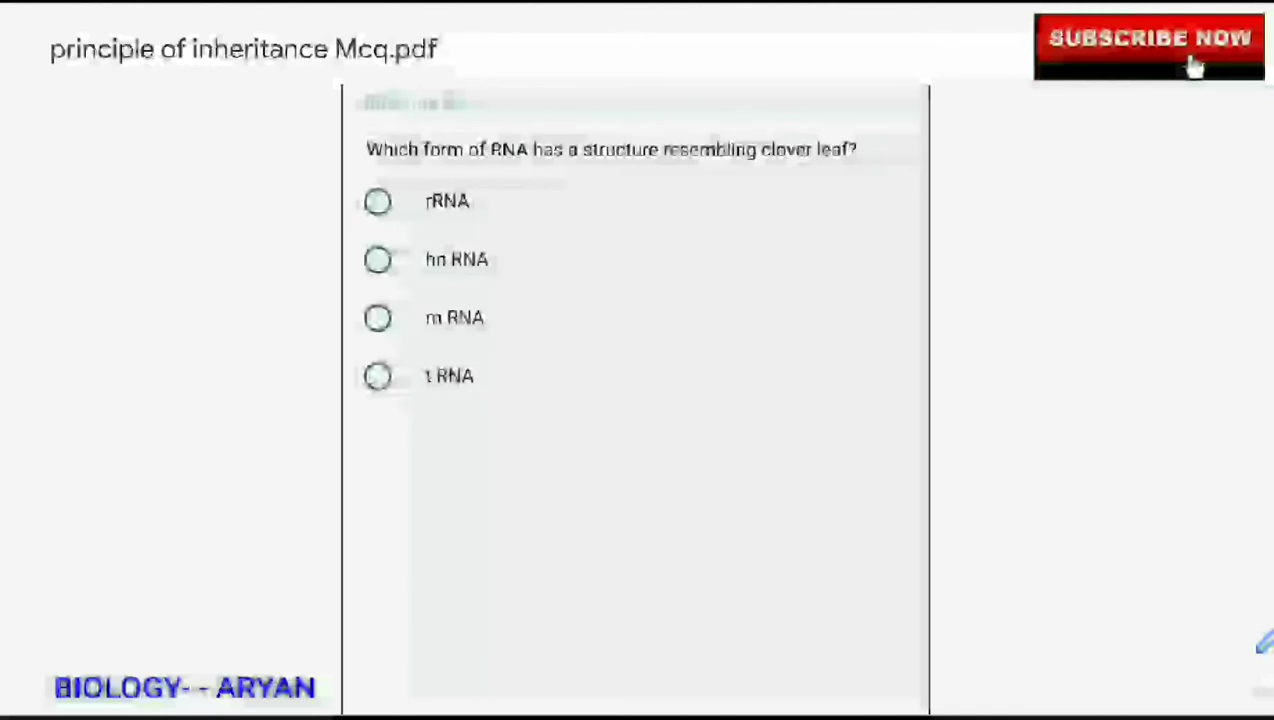 principle of inheritance Mcq.pdf
SUBSCRIBE NOW
Which form of RNA has a structure resembling clover leaf?
rRNA
hn RNA
m RNA
t RNA
BIOLOGY- - ARYAN